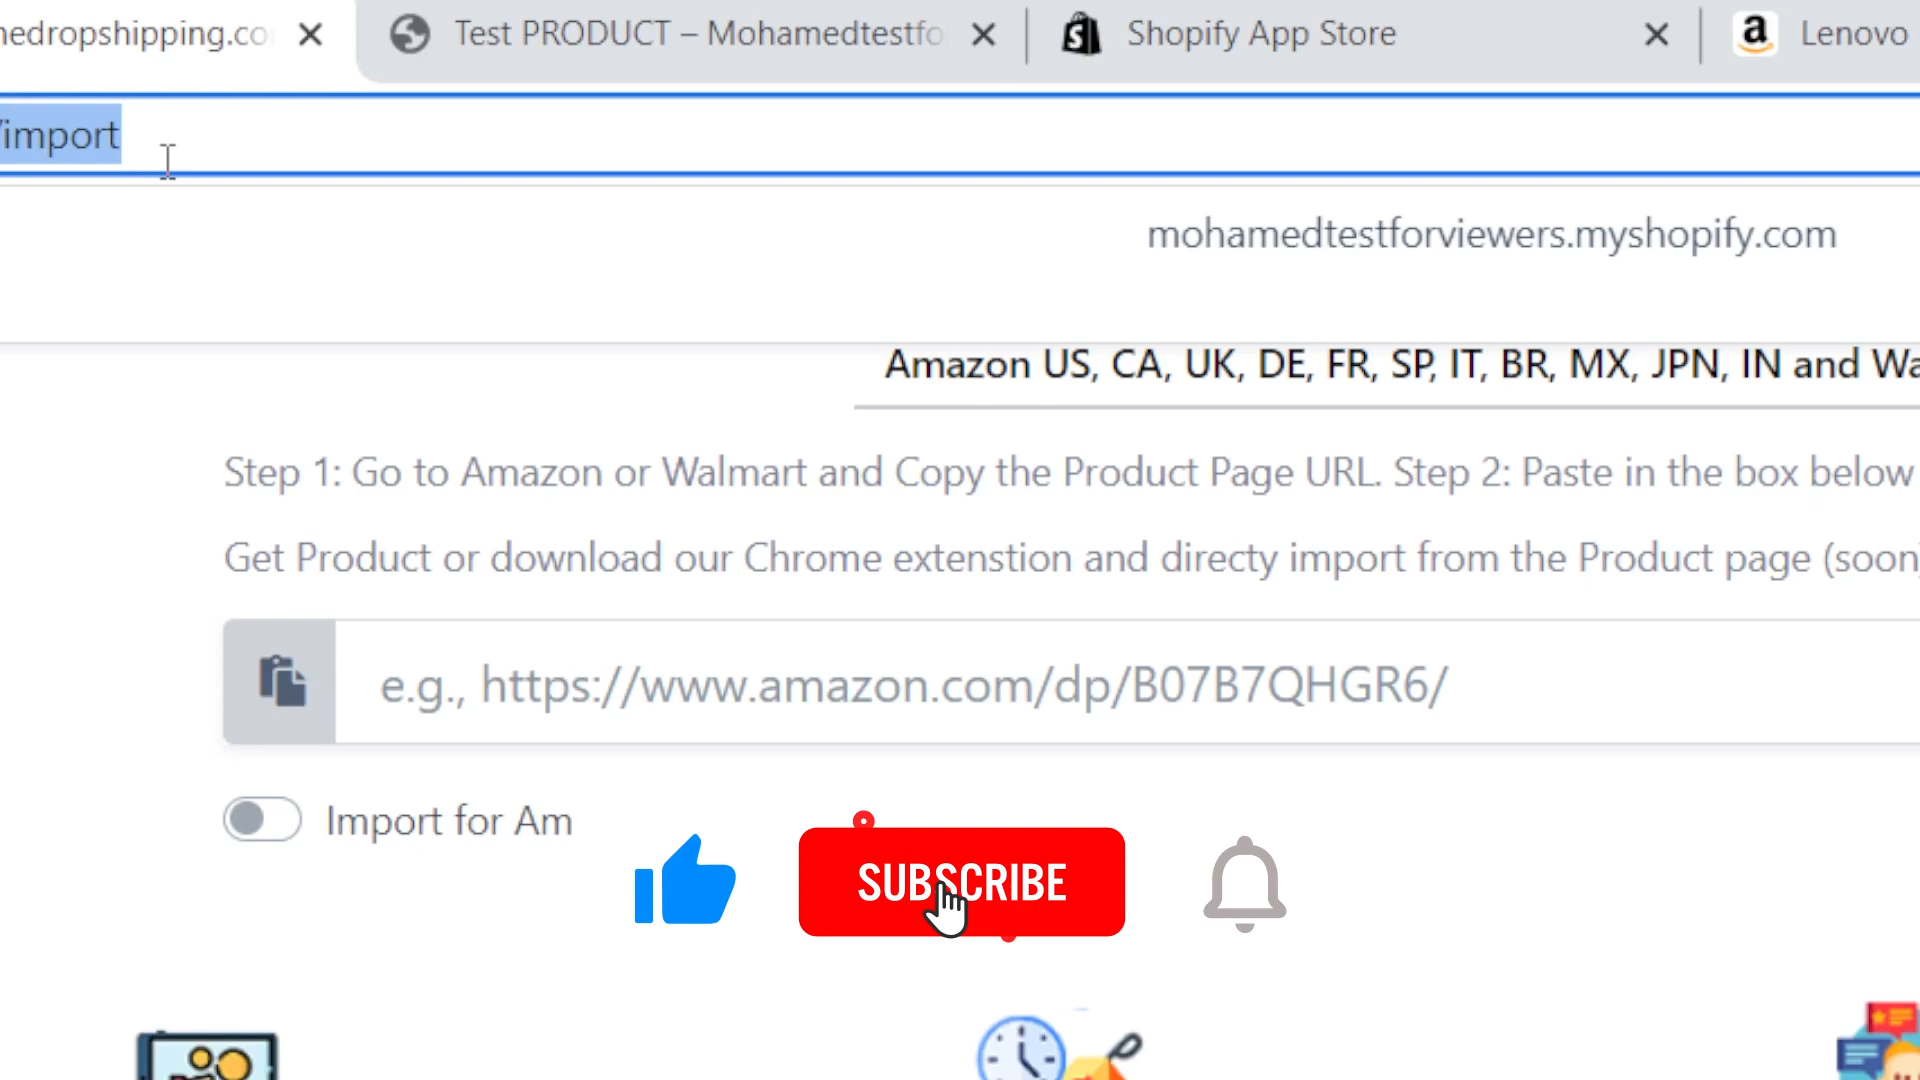 nedropshipping.co
Test PRODUCT – Mohamedtestfo
Shopify App Store
Lenovo
/import
mohamedtestforviewers.myshopify.com
Amazon US, CA, UK, DE, FR, SP, IT, BR, MX, JPN, IN and Wa
Step 1: Go to Amazon or Walmart and Copy the Product Page URL. Step 2: Paste in the box below
Get Product or download our Chrome extenstion and directy import from the Product page (soon)
e.g., https://www.amazon.com/dp/B07B7QHGR6/
Import for Am
SUBSCRIBE